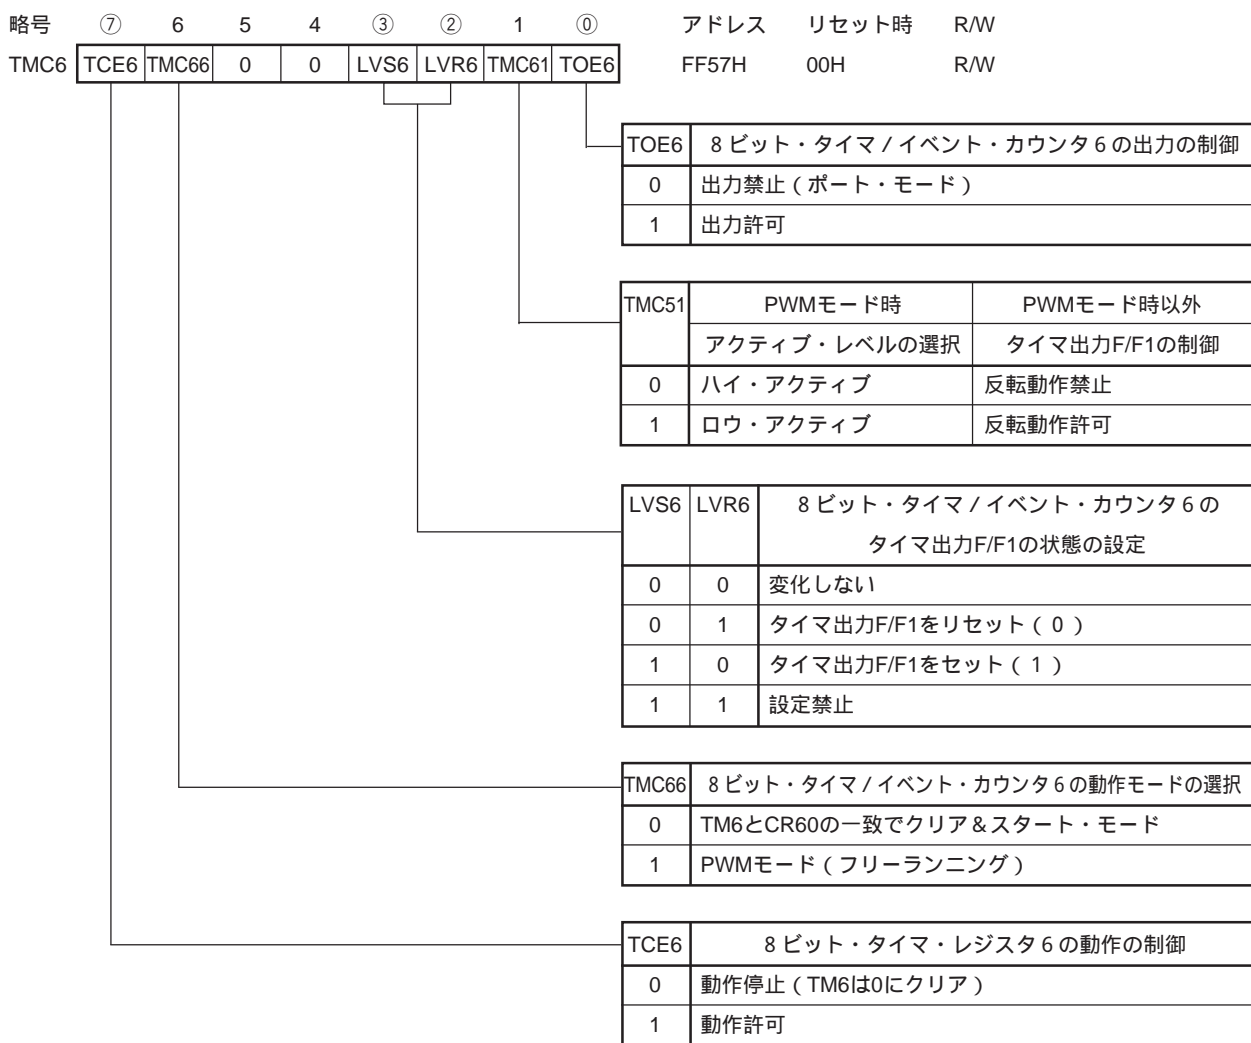 略号 ⑦ 6 5 4 ③ ② 1 ⓪ アドレス リセット時 R/W
TMC6 TCE6 TMC66 0 0 LVS6 LVR6 TMC61 TOE6 FF57H 00H R/W
TOE6 8ビット・タイマ/イベント・カウンタ6の出力の制御
0 出力禁止(ポート・モード)
1 出力許可
TMC51 PWMモード時 PWMモード時以外
アクティブ・レベルの選択 タイマ出力F/F1の制御
0 ハイ・アクティブ 反転動作禁止
1 ロウ・アクティブ 反転動作許可
LVS6 LVR6 8ビット・タイマ/イベント・カウンタ6の
タイマ出力F/F1の状態の設定
0 0 変化しない
0 1 タイマ出力F/F1をリセット(0)
1 0 タイマ出力F/F1をセット(1)
1 1 設定禁止
TMC66 8ビット・タイマ/イベント・カウンタ6の動作モードの選択
0 TM6とCR60の一致でクリア&スタート・モード
1 PWMモード(フリーランニング)
TCE6 8ビット・タイマ・レジスタ6の動作の制御
0 動作停止(TM6は0にクリア)
1 動作許可